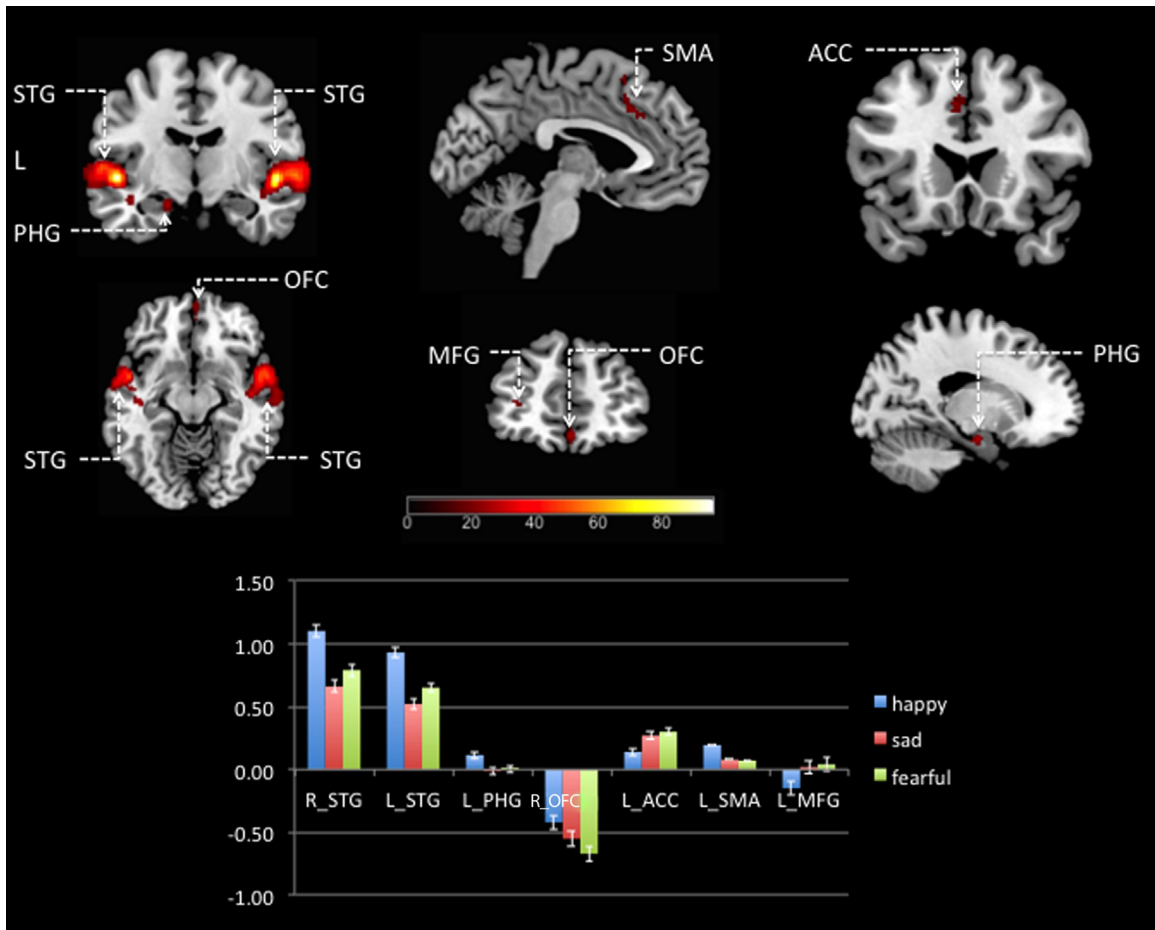 SMA
ACC
STG
STG
L
PHG
OFC
MFG
OFC
PHG
STG
STG
0
20
40
60
80
1.50
1.00
0.50
0.00
-0.50
-1.00
R_STG
L_STG
L_PHG
R_OFC
L_ACC
L_SMA
L_MFG
happy
sad
fearful